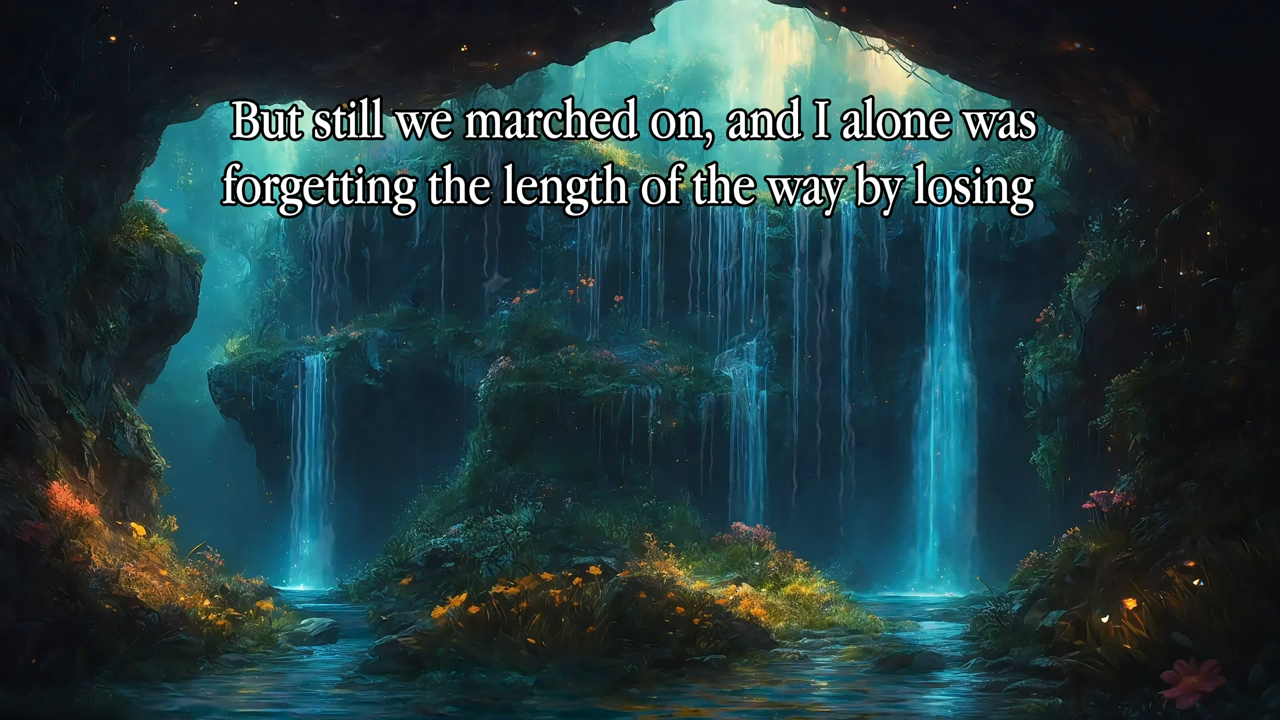 But still we marched on, and I alone was
forgetting the length of the way by losing